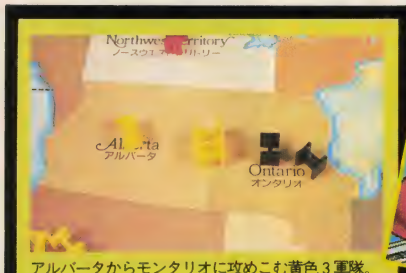 Northwest Territory
ノースウエストテリトリー
Alberta
アルバータ
Ontario
オンタリオ
アルバータからモンタリオに攻めこむ黄色3軍隊